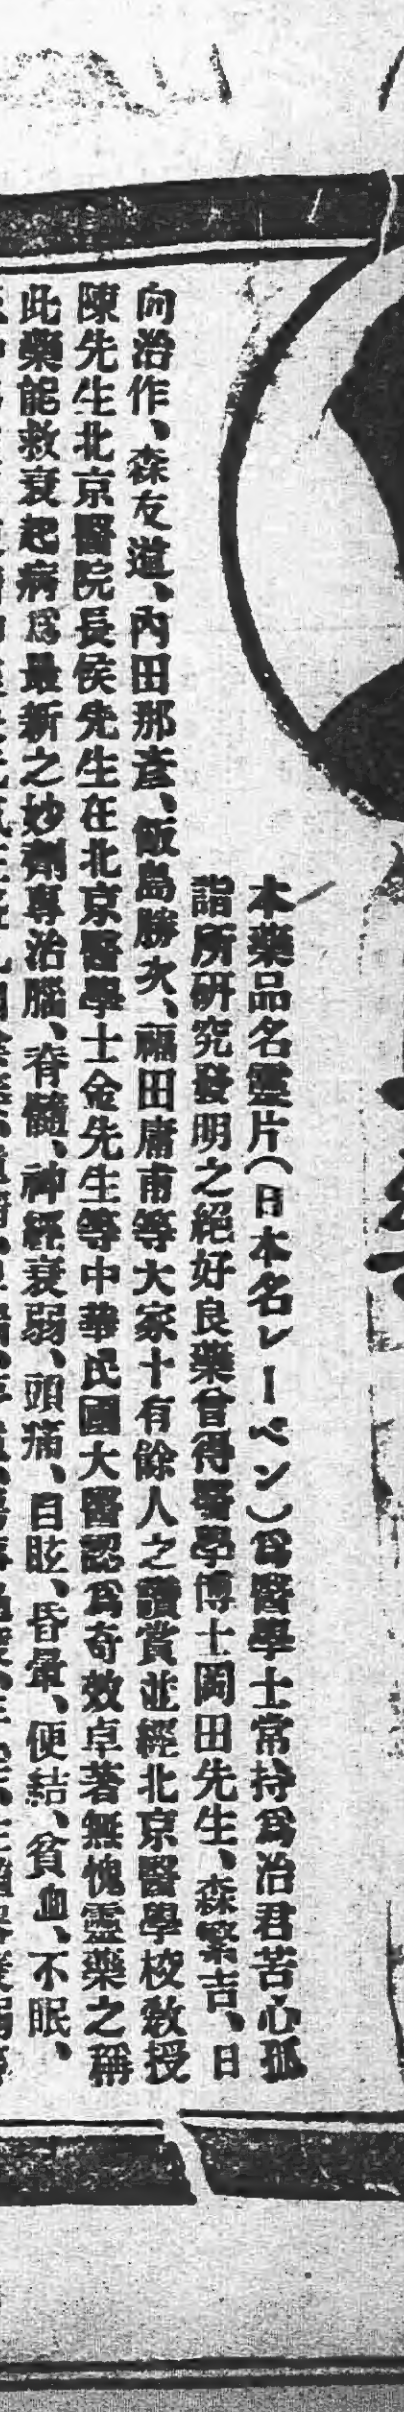 本藥品名靈片（日本名レーベン）爲醫學士常持爲治君苦心孤
詣所研究發明之絕好良藥曾得醫學博士岡田先生、森繁吉、日
向治作、森友道、內田那彥、飯島勝次、福田庸甫等大家十有餘人之讚賞並經北京醫學校敎授
陳先生北京醫院長侯先生在北京醫學士金先生等中華民國大醫認爲奇效卓著無愧靈藥之稱
此藥能救衰起病爲最新之妙劑專治腦、脊髓、神經衰弱、頭痛、目眩、昏暈、便結、貧血、不眠、